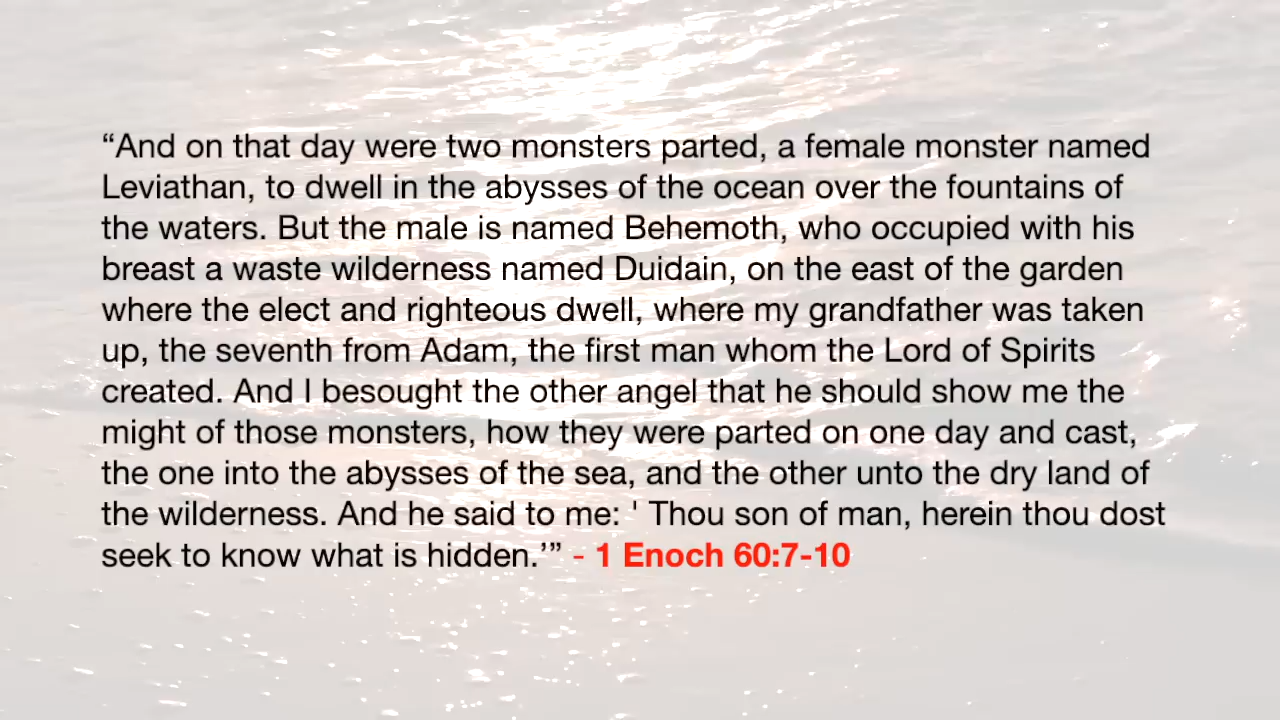 “And on that day were two monsters parted, a female monster named
Leviathan, to dwell in the abysses of the ocean over the fountains of
the waters. But the male is named Behemoth, who occupied with his
breast a waste wilderness named Duidain, on the east of the garden
where the elect and righteous dwell, where my grandfather was taken
up, the seventh from Adam, the first man whom the Lord of Spirits
created. And I besought the other angel that he should show me the
might of those monsters, how they were parted on one day and cast,
the one into the abysses of the sea, and the other unto the dry land of
the wilderness. And he said to me: ' Thou son of man, herein thou dost
seek to know what is hidden.’” - 1 Enoch 60:7-10